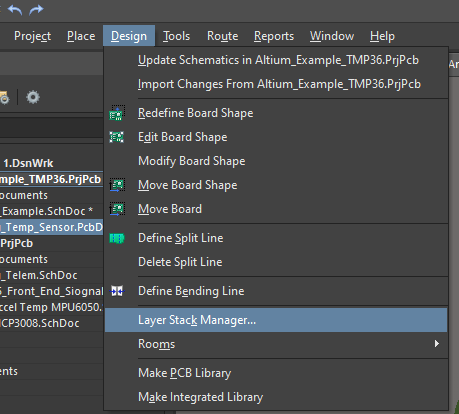 Project Place Design Tools Route Reports Window Help
Update Schematics in Altium_Example_TMP36.PrjPcb
Import Changes From Altium_Example_TMP36.PrjPcb
Redefine Board Shape
Edit Board Shape
Modify Board Shape
Move Board Shape
Move Board
Define Split Line
Delete Split Line
Define Bending Line
Layer Stack Manager...
Rooms
Make PCB Library
Make Integrated Library
1.DsnWrk
mple_TMP36.PrjPcb
ocuments
_Example.SchDoc *
_Temp_Sensor.PcbD
PrjPcb
ocuments
_Telem.SchDoc
6_Front_End_Siognal
ccel Temp MPU6050.
MCP3008.SchDoc
ents
Ar